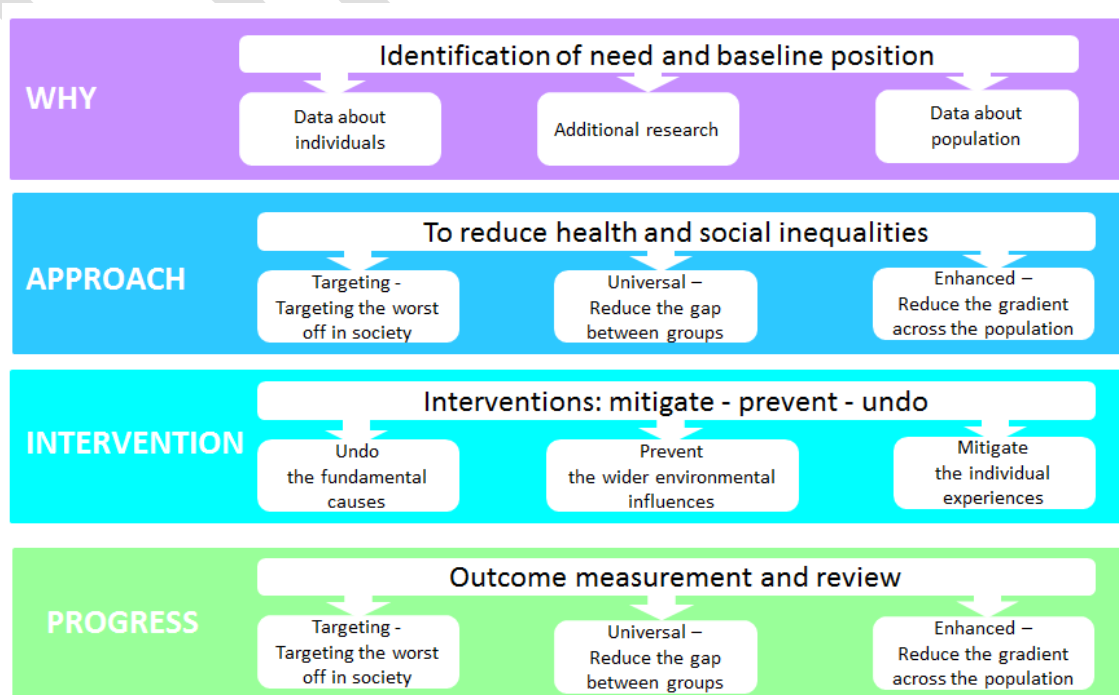 WHY
Identification of need and baseline position
Data about
individuals
Additional research
Data about
population
APPROACH
To reduce health and social inequalities
Targeting -
Targeting the worst
off in society
Universal –
Reduce the gap
between groups
Enhanced –
Reduce the gradient
across the population
INTERVENTION
Interventions: mitigate - prevent - undo
Undo
the fundamental
causes
Prevent
the wider environmental
influences
Mitigate
the individual
experiences
PROGRESS
Outcome measurement and review
Targeting -
Targeting the worst
off in society
Universal –
Reduce the gap
between groups
Enhanced –
Reduce the gradient
across the population